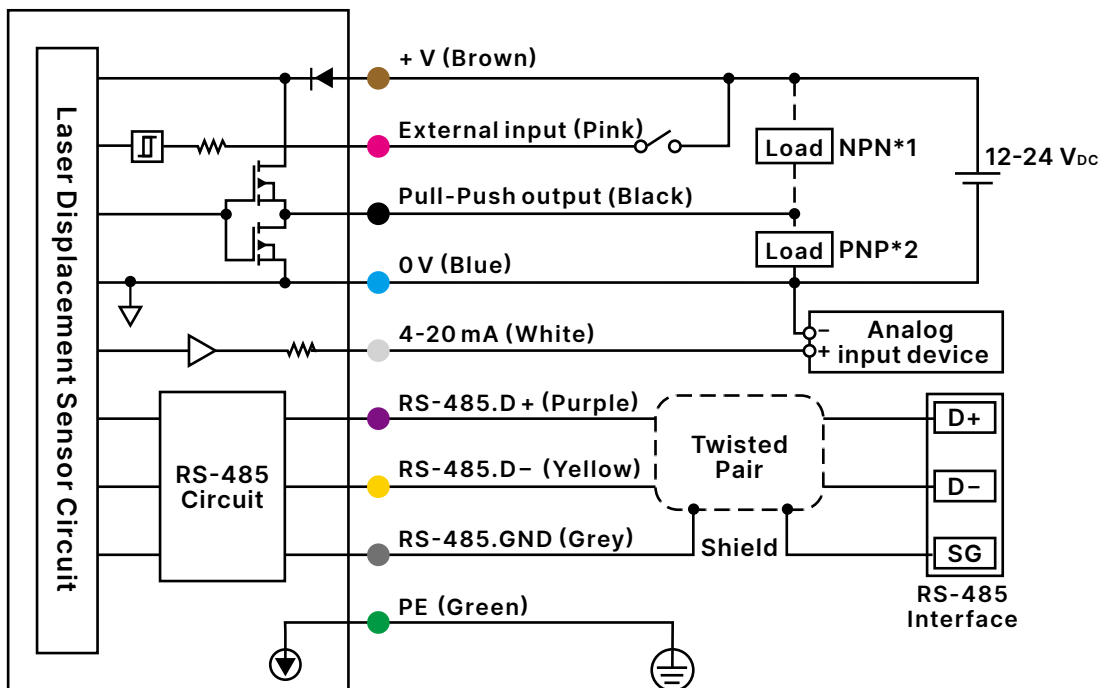 Laser Displacement Sensor Circuit
+ V (Brown)
External input (Pink)
Load
NPN*1
12-24 VDC
Pull-Push output (Black)
Load
PNP*2
0 V (Blue)
4-20 mA (White)
−
+
Analog
input device
RS-485
Circuit
RS-485.D+ (Purple)
RS-485.D− (Yellow)
RS-485.GND (Grey)
Twisted
Pair
Shield
D+
D−
SG
RS-485
Interface
PE (Green)